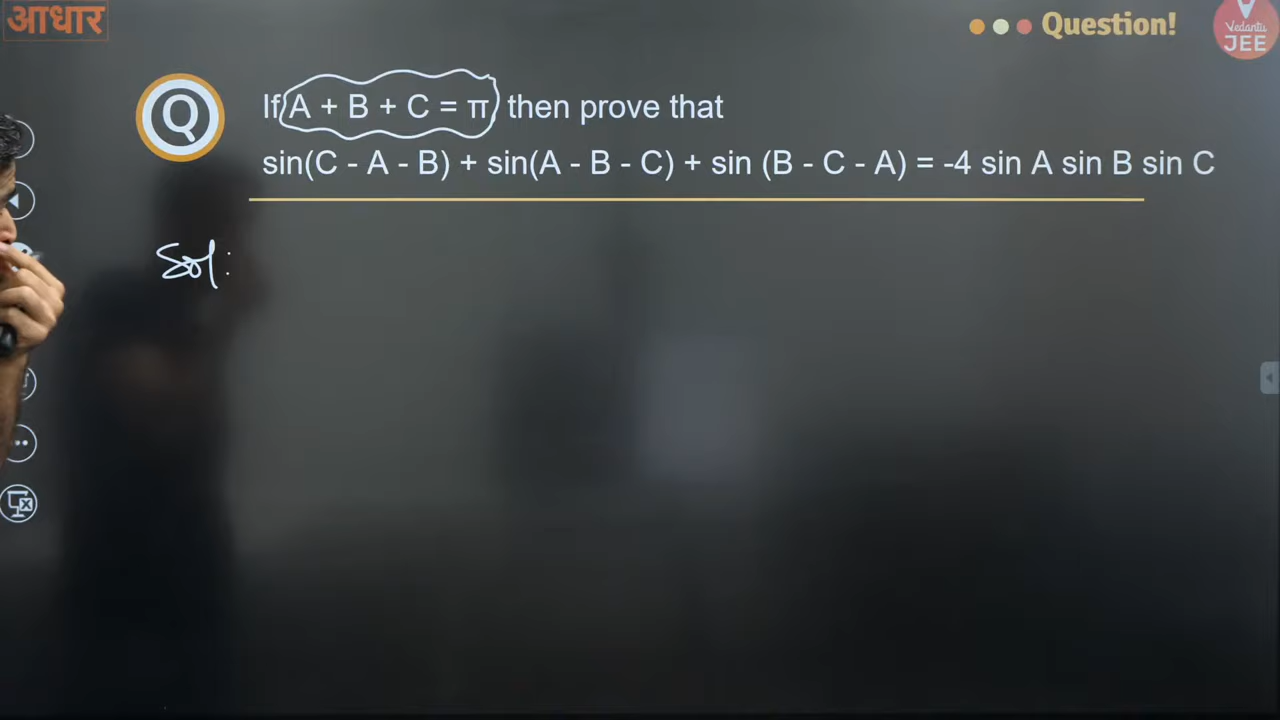 आधार
Question!
Vedantu
JEE
Q
If A + B + C = π, then prove that
sin(C - A - B) + sin(A - B - C) + sin (B - C - A) = -4 sin A sin B sin C
Sol: